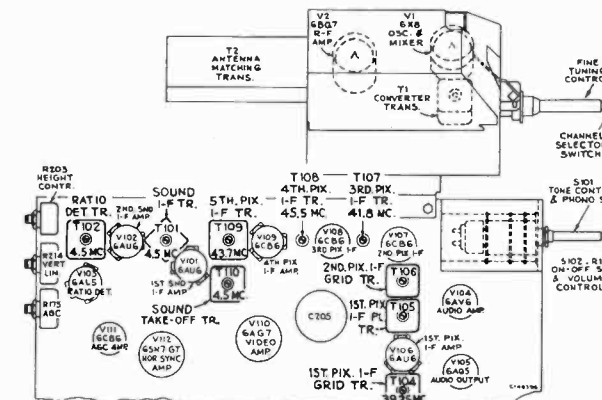 V2
6BQ7
R-F
AMP.
V1
6X8
OSC. &
MIXER
A
A
T2
ANTENNA
MATCHING
TRANS.
T1
CONVERTER
TRANS.
FINE
TUNING
CONTROL
CHANNEL
SELECTOR
SWITCH
R203
HEIGHT
CONTR.
RATIO
DET TR.
T102
4.5 MC.
2ND. SND
I-F AMP.
V102
6AU6
SOUND
I-F TR.
T101
4.5 MC
5TH. PIX.
I-F TR.
T109
43.7 MC
V109
6CB6
4TH PIX
I-F AMP.
T108
4TH. PIX.
I-F TR.
45.5 MC
T107
3RD. PIX.
I-F TR.
41.8 MC
V108
6CB6
3RD PIX I-F
V107
6CB6
2ND. PIX I-F
S101
TONE CONT
& PHONO S
R214
VERT
LIN
V103
6AL5
RATIO DET.
V101
6AU6
1ST SND
I-F AMP.
T110
4.5 MC
SOUND
TAKE-OFF TR.
2ND. PIX. I-F
GRID TR.
T106
S102 - R1
ON-OFF S
& VOLUM
CONTROL
R175
AGC
V111
6CB6
AGC AMP.
V112
6SN7 GT
HOR SYNC
AMP
V110
6AG7
VIDEO
AMP
C205
1ST. PIX
I-F PL
TR.
T105
V104
6AV6
AUDIO AMP
1ST. PIX.
I-F AMP
V106
6AU6
V105
6AQ5
AUDIO OUTPUT
1ST. PIX. I-F
GRID TR.
T104
39.25MC